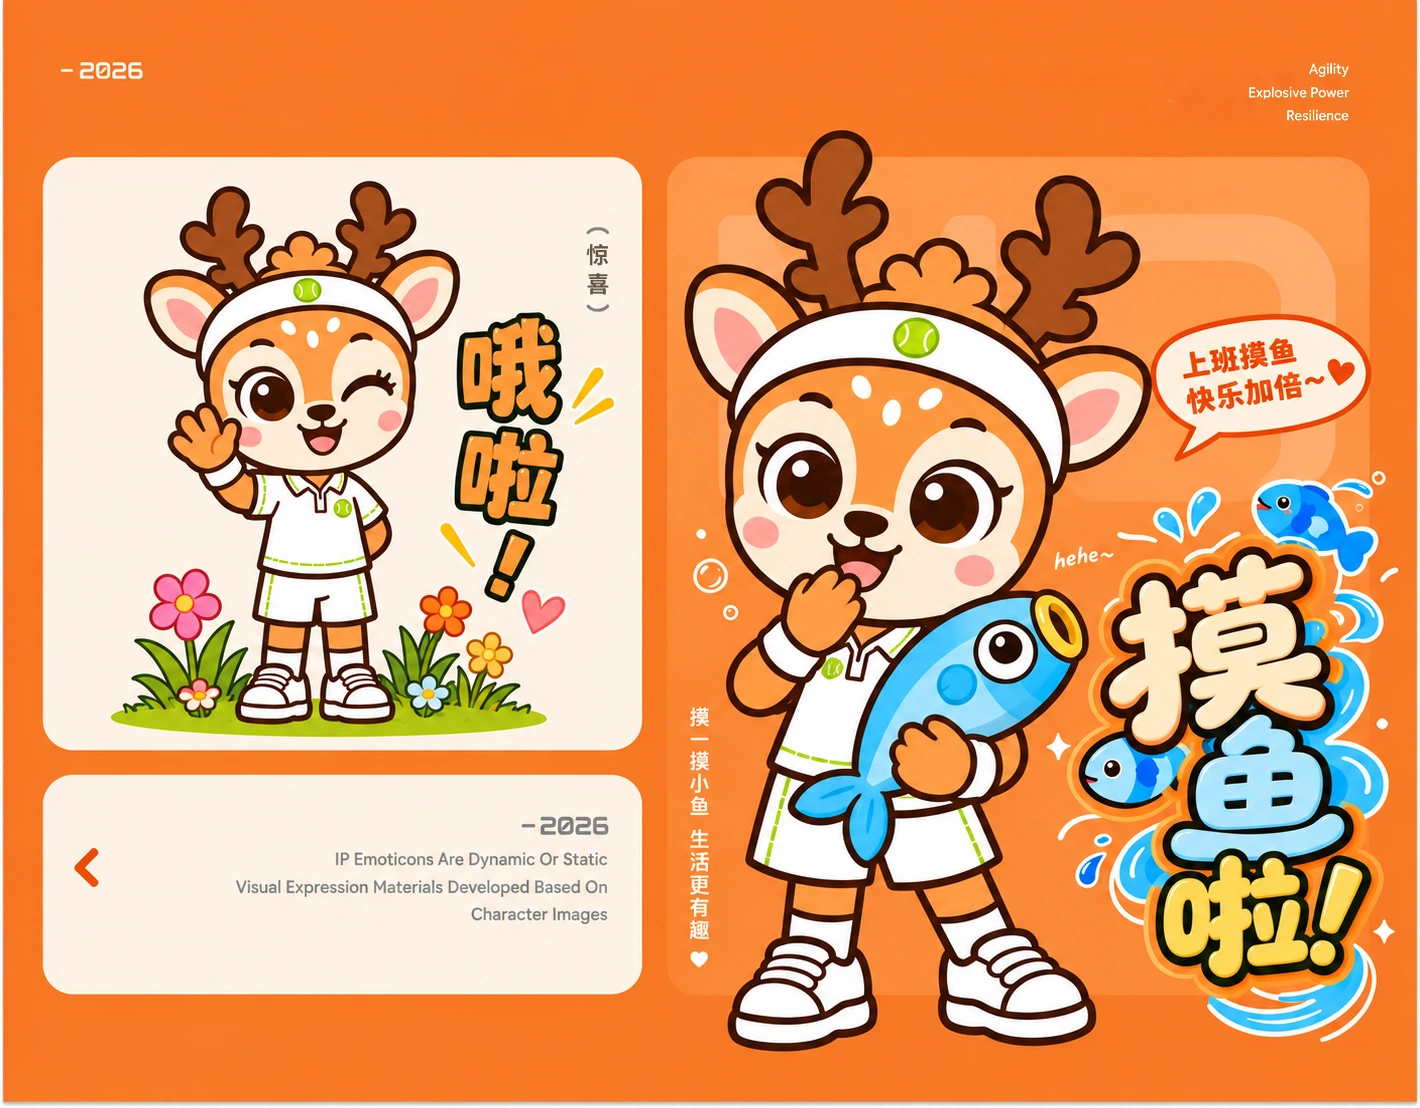 – 2026
Agility
Explosive Power
Resilience
（惊喜）
哦啦！
– 2026
IP Emoticons Are Dynamic Or Static
Visual Expression Materials Developed Based On
Character Images
上班摸鱼
快乐加倍~
hehe~
摸鱼啦!
摸一摸小鱼 生活更有趣